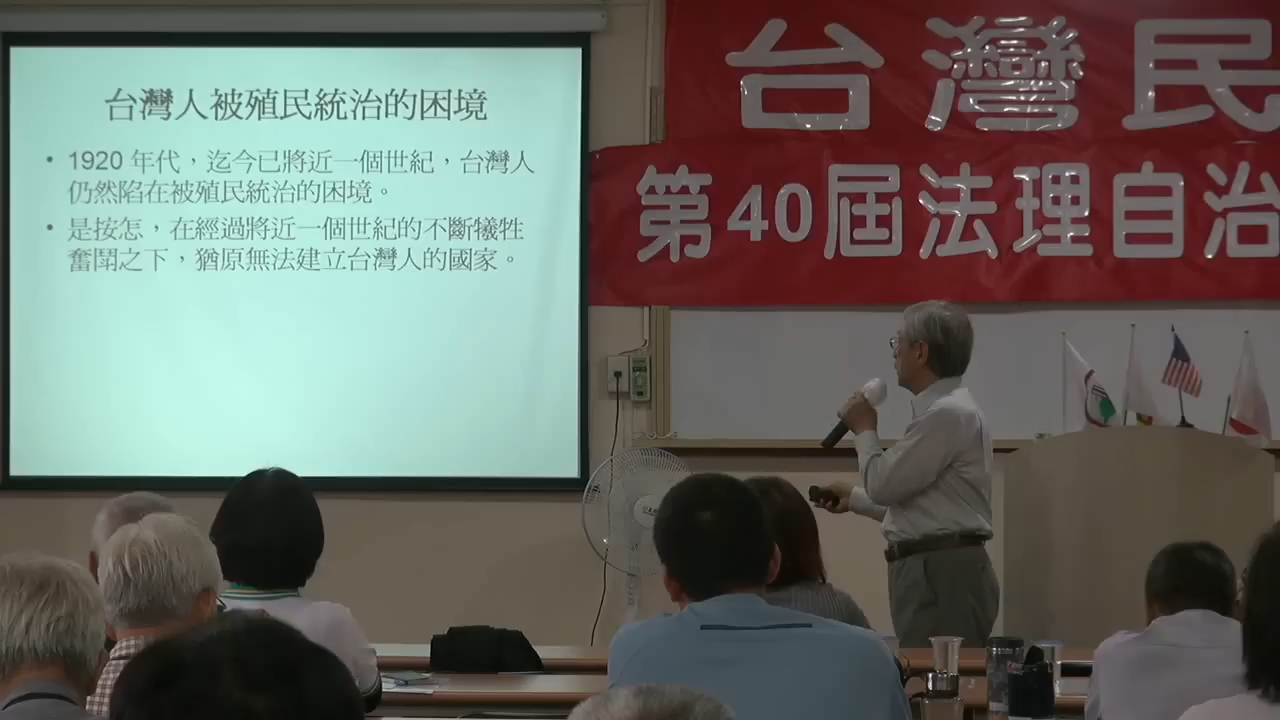 台灣人被殖民統治的困境
• 1920 年代，迄今已將近一個世紀，台灣人
仍然陷在被殖民統治的困境。
• 是按怎，在經過將近一個世紀的不斷犧牲
奮鬪之下，猶原無法建立台灣人的國家。
台灣民
第40屆法理自治